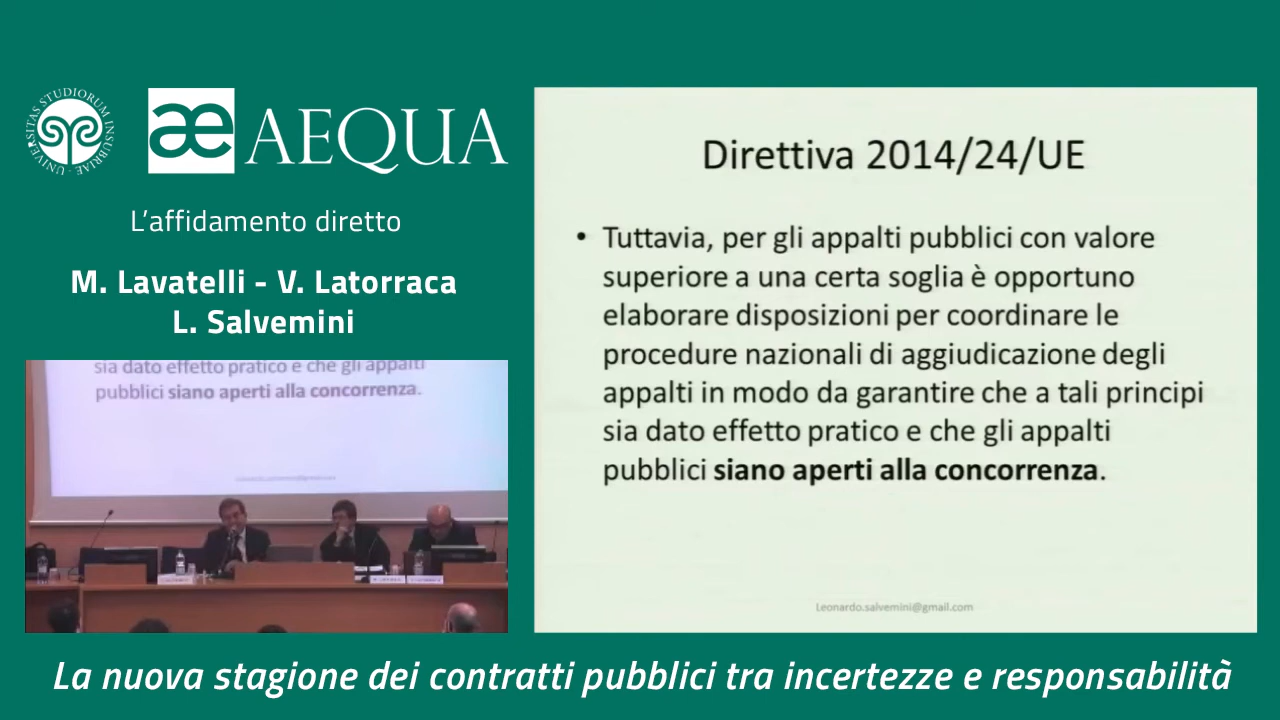 UNIVERSITAS STUDIORUM INSUBRIAE
æ AEQUA
L'affidamento diretto
M. Lavatelli - V. Latorraca
L. Salvemini
sia dato effetto pratico e che gli appalti
pubblici siano aperti alla concorrenza.
Direttiva 2014/24/UE
• Tuttavia, per gli appalti pubblici con valore
superiore a una certa soglia è opportuno
elaborare disposizioni per coordinare le
procedure nazionali di aggiudicazione degli
appalti in modo da garantire che a tali principi
sia dato effetto pratico e che gli appalti
pubblici siano aperti alla concorrenza.
Leonardo.salvemini@gmail.com
La nuova stagione dei contratti pubblici tra incertezze e responsabilità